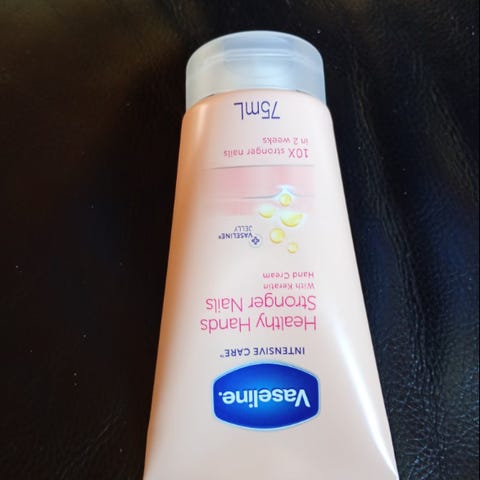 Vaseline.
INTENSIVE CARE™
Healthy Hands
Stronger Nails
With Keratin
Hand Cream
VASELINE®
JELLY
10X stronger nails
in 2 weeks
75mL